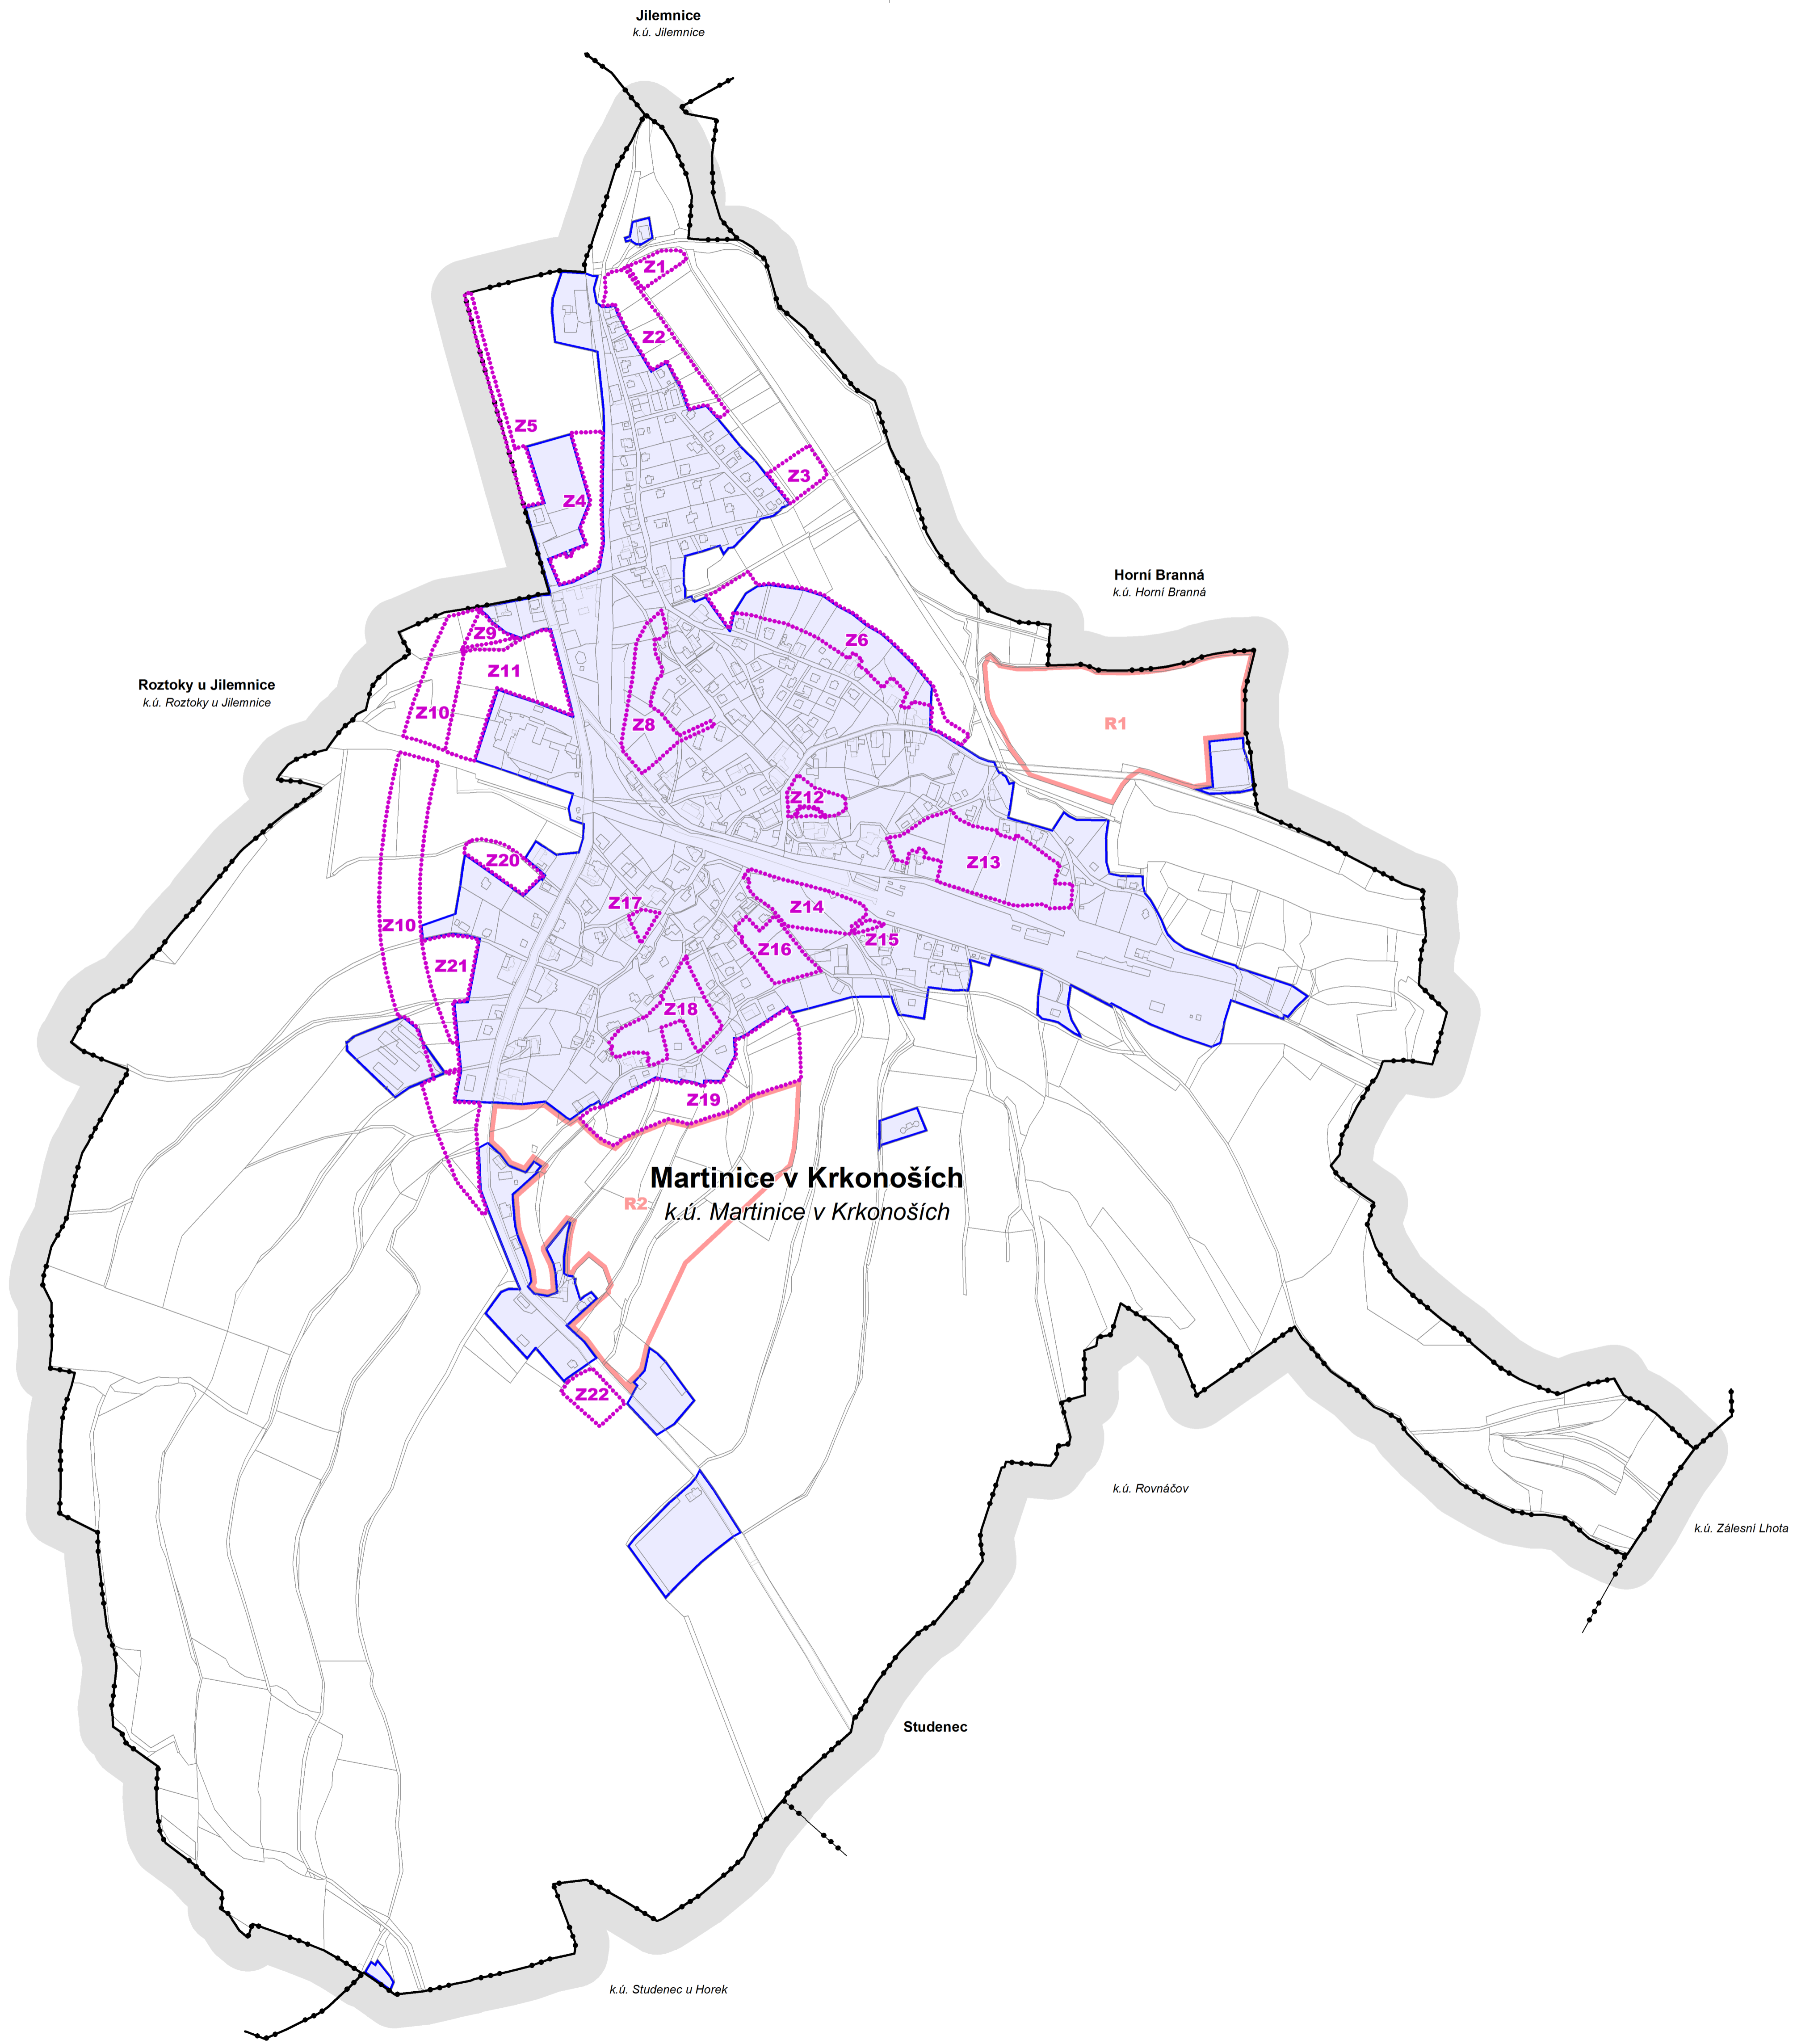 Jilemnice
k.ú. Jilemnice
Z1
Z2
Z5
Z3
Z4
Horní Branná
k.ú. Horní Branná
Z9
Z6
Z11
Roztoky u Jilemnice
k.ú. Roztoky u Jilemnice
Z10
Z8
R1
Z12
Z20
Z13
Z17
Z14
Z10
Z15
Z16
Z21
Z18
Z19
Martinice v Krkonoších
R2
k.ú. Martinice v Krkonoších
Z22
k.ú. Rovnáčov
k.ú. Zálesní Lhota
Studenec
k.ú. Studenec u Horek